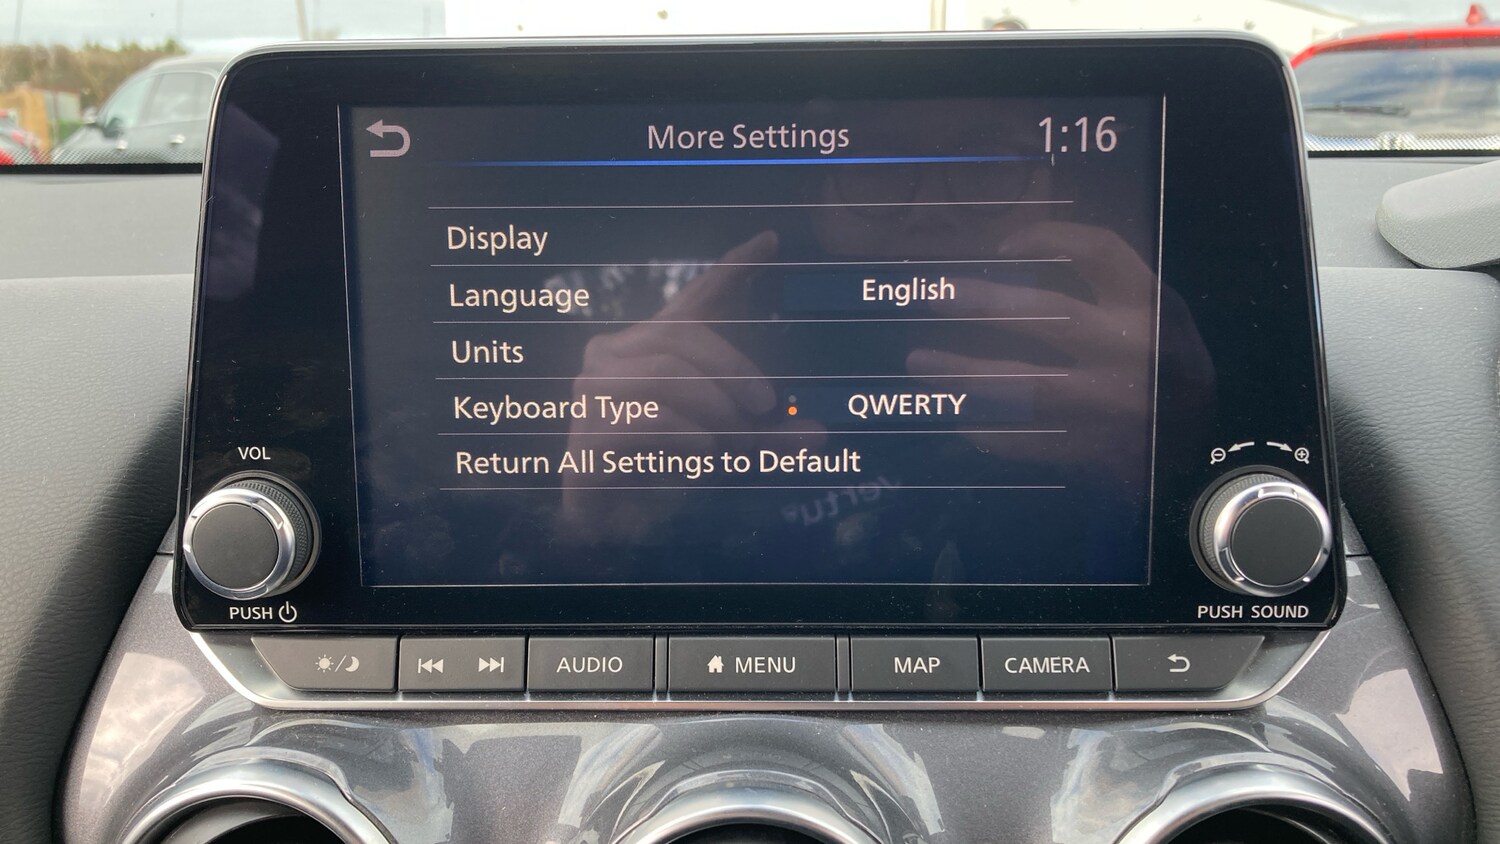 More Settings 1:16
Display
Language English
Units
Keyboard Type QWERTY
Return All Settings to Default
VOL
PUSH
PUSH SOUND
AUDIO MENU MAP CAMERA